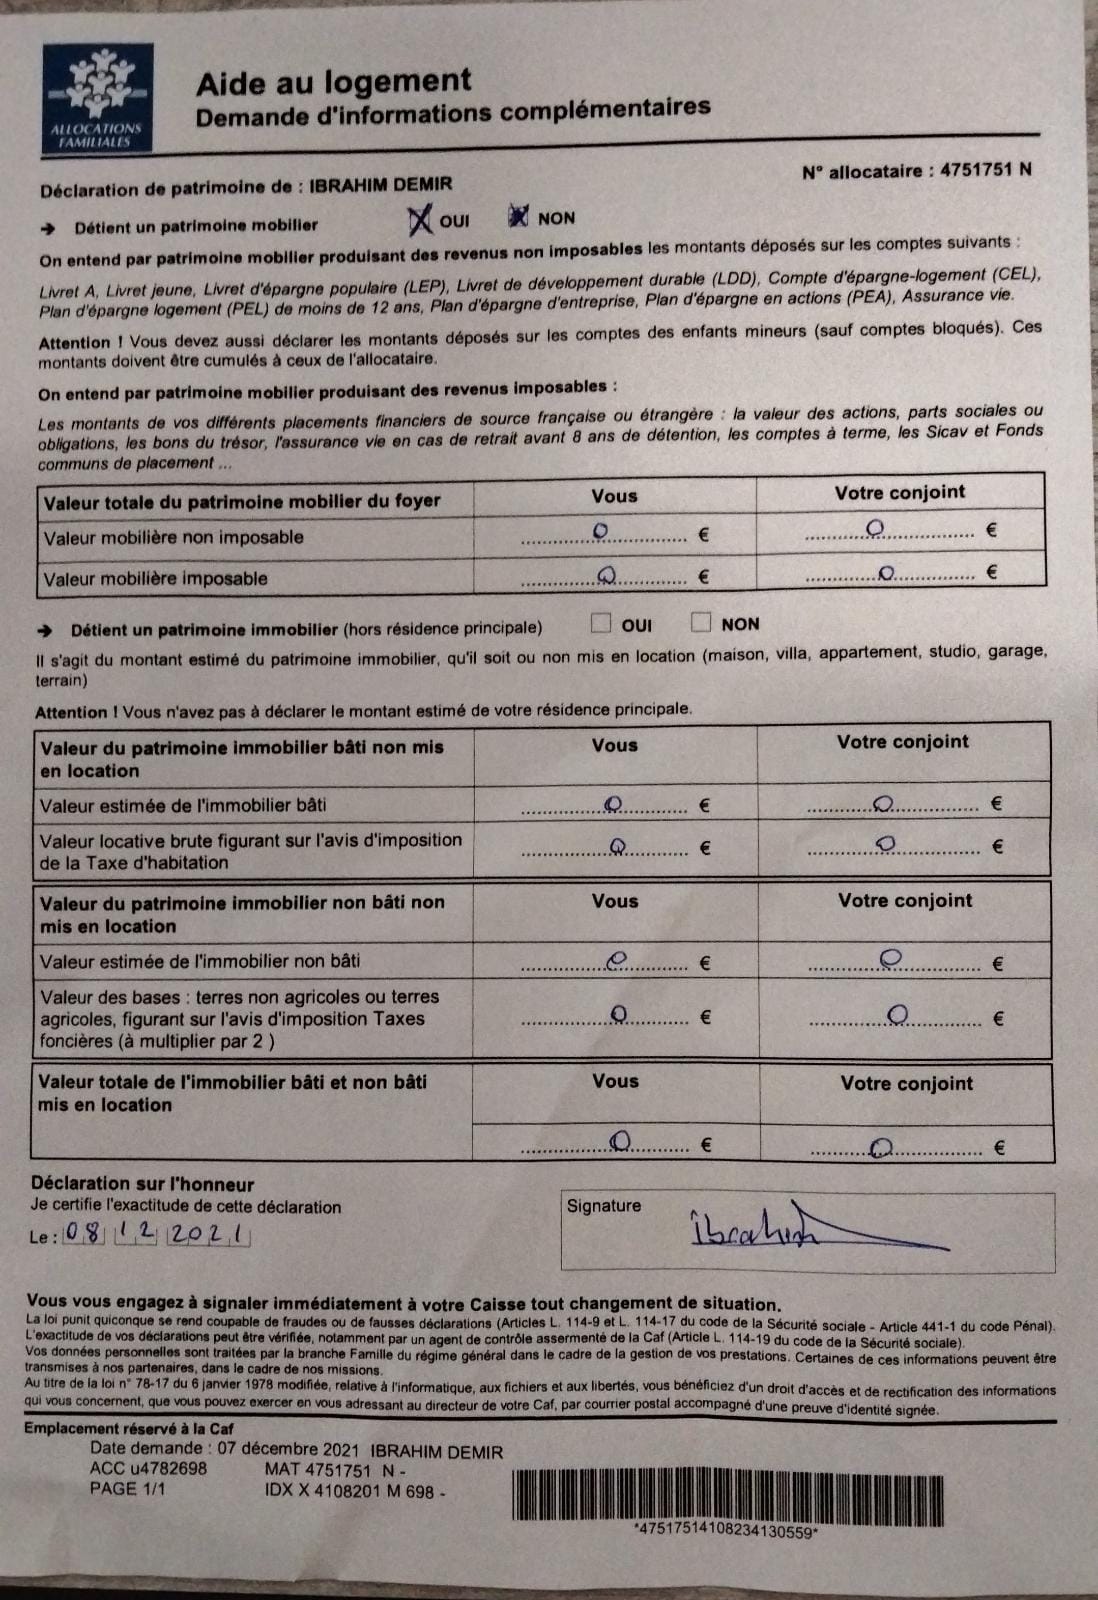 ALLOCATIONS
FAMILIALES
Aide au logement
Demande d'informations complémentaires
N° allocataire : 4751751 N
Déclaration de patrimoine de : IBRAHIM DEMIR
➔ Détient un patrimoine mobilier X OUI X NON
On entend par patrimoine mobilier produisant des revenus non imposables les montants déposés sur les comptes suivants :
Livret A, Livret jeune, Livret d'épargne populaire (LEP), Livret de développement durable (LDD), Compte d'épargne-logement (CEL),
Plan d'épargne logement (PEL) de moins de 12 ans, Plan d'épargne d'entreprise, Plan d'épargne en actions (PEA), Assurance vie.
Attention ! Vous devez aussi déclarer les montants déposés sur les comptes des enfants mineurs (sauf comptes bloqués). Ces
montants doivent être cumulés à ceux de l'allocataire.
On entend par patrimoine mobilier produisant des revenus imposables :
Les montants de vos différents placements financiers de source française ou étrangère : la valeur des actions, parts sociales ou
obligations, les bons du trésor, l'assurance vie en cas de retrait avant 8 ans de détention, les comptes à terme, les Sicav et Fonds
communs de placement ...
Valeur totale du patrimoine mobilier du foyer Vous Votre conjoint
Valeur mobilière non imposable 0 € 0 €
Valeur mobilière imposable 0 € 0 €
➔ Détient un patrimoine immobilier (hors résidence principale) ☐ OUI ☐ NON
Il s'agit du montant estimé du patrimoine immobilier, qu'il soit ou non mis en location (maison, villa, appartement, studio, garage,
terrain)
Attention ! Vous n'avez pas à déclarer le montant estimé de votre résidence principale.
Valeur du patrimoine immobilier bâti non mis Vous Votre conjoint
en location
Valeur estimée de l'immobilier bâti 0 € 0 €
Valeur locative brute figurant sur l'avis d'imposition 0 € 0 €
de la Taxe d'habitation
Valeur du patrimoine immobilier non bâti non Vous Votre conjoint
mis en location
Valeur estimée de l'immobilier non bâti 0 € 0 €
Valeur des bases : terres non agricoles ou terres
agricoles, figurant sur l'avis d'imposition Taxes 0 € 0 €
foncières (à multiplier par 2 )
Valeur totale de l'immobilier bâti et non bâti Vous Votre conjoint
mis en location
0 € 0 €
Déclaration sur l'honneur
Je certifie l'exactitude de cette déclaration
Le : 08 12 2021
Signature
ibrahim
Vous vous engagez à signaler immédiatement à votre Caisse tout changement de situation.
La loi punit quiconque se rend coupable de fraudes ou de fausses déclarations (Articles L. 114-9 et L. 114-17 du code de la Sécurité sociale - Article 441-1 du code Pénal).
L'exactitude de vos déclarations peut être vérifiée, notamment par un agent de contrôle assermenté de la Caf (Article L. 114-19 du code de la Sécurité sociale).
Vos données personnelles sont traitées par la branche Famille du régime général dans le cadre de la gestion de vos prestations. Certaines de ces informations peuvent être
transmises à nos partenaires, dans le cadre de nos missions.
Au titre de la loi n° 78-17 du 6 janvier 1978 modifiée, relative à l'informatique, aux fichiers et aux libertés, vous bénéficiez d'un droit d'accès et de rectification des informations
qui vous concernent, que vous pouvez exercer en vous adressant au directeur de votre Caf, par courrier postal accompagné d'une preuve d'identité signée.
Emplacement réservé à la Caf
Date demande : 07 décembre 2021 IBRAHIM DEMIR
ACC u4782698 MAT 4751751 N -
PAGE 1/1 IDX X 4108201 M 698 -
*47517514108234130559*